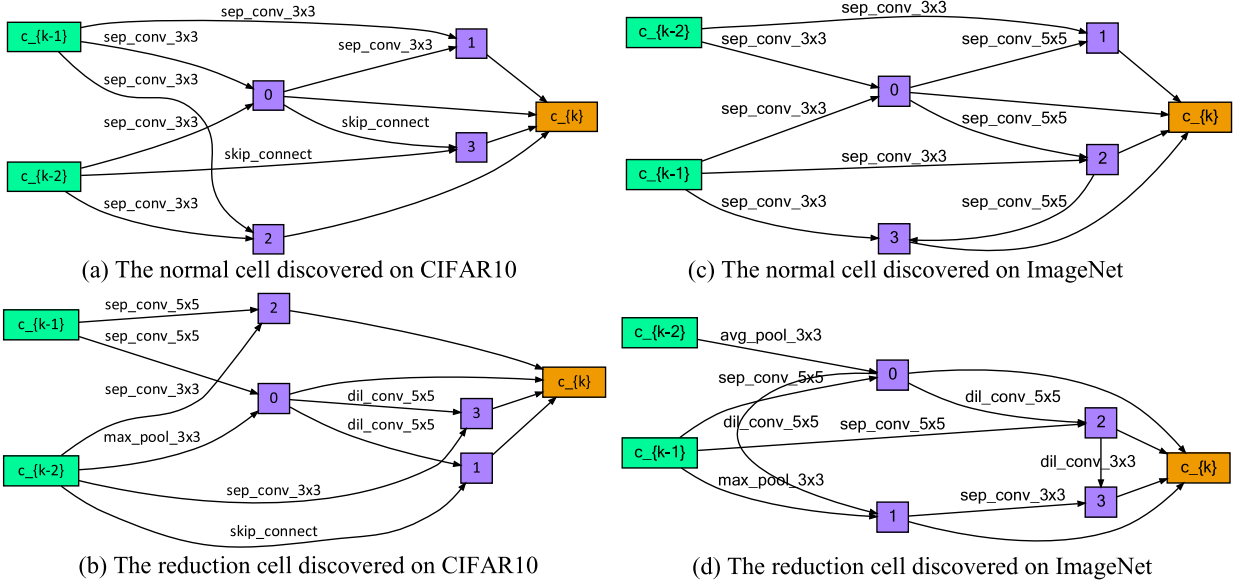 sep_conv_3x3
c_{k-1}
sep_conv_3x3
sep_conv_3x3
1
sep_conv_3x3
0
c_{k}
sep_conv_3x3
skip_connect
3
skip_connect
c_{k-2}
sep_conv_3x3
2
(a) The normal cell discovered on CIFAR10
sep_conv_3x3
c_{k-2}
sep_conv_3x3
sep_conv_5x5
1
0
sep_conv_3x3
sep_conv_5x5
c_{k}
sep_conv_3x3
2
c_{k-1}
sep_conv_3x3
sep_conv_5x5
3
(c) The normal cell discovered on ImageNet
sep_conv_5x5
2
c_{k-1}
sep_conv_5x5
c_{k}
sep_conv_3x3
0
dil_conv_5x5
3
dil_conv_5x5
max_pool_3x3
c_{k-2}
1
sep_conv_3x3
skip_connect
(b) The reduction cell discovered on CIFAR10
c_{k-2}
avg_pool_3x3
0
sep_conv_5x5
dil_conv_5x5
dil_conv_5x5
2
sep_conv_5x5
c_{k-1}
dil_conv_3x3
c_{k}
max_pool_3x3
sep_conv_3x3
3
1
(d) The reduction cell discovered on ImageNet